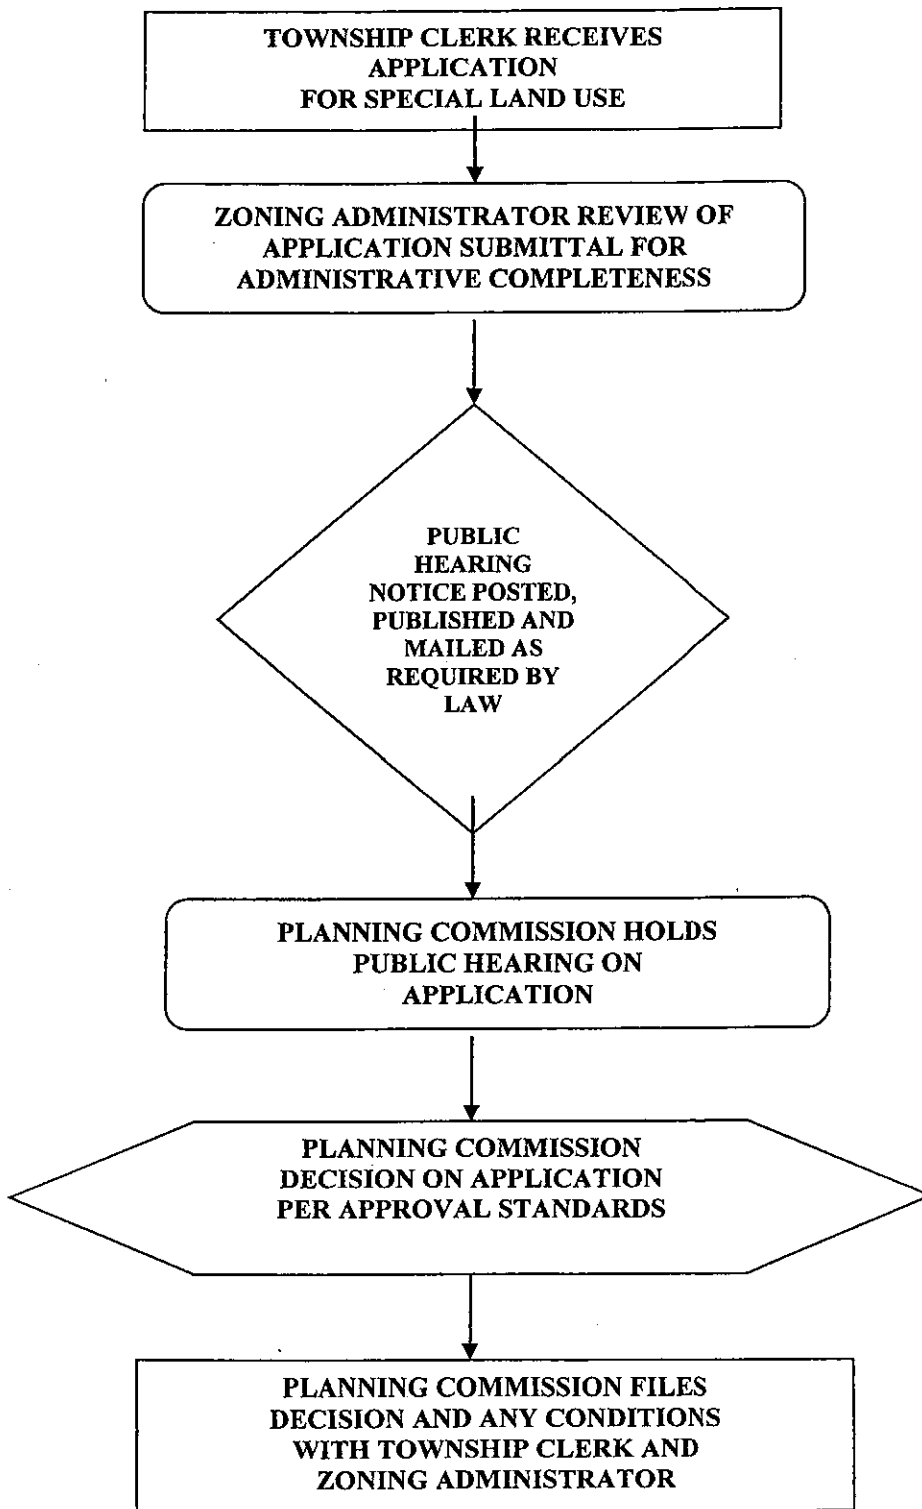 TOWNSHIP CLERK RECEIVES
APPLICATION
FOR SPECIAL LAND USE
ZONING ADMINISTRATOR REVIEW OF
APPLICATION SUBMITTAL FOR
ADMINISTRATIVE COMPLETENESS
PUBLIC
HEARING
NOTICE POSTED,
PUBLISHED AND
MAILED AS
REQUIRED BY
LAW
PLANNING COMMISSION HOLDS
PUBLIC HEARING ON
APPLICATION
PLANNING COMMISSION
DECISION ON APPLICATION
PER APPROVAL STANDARDS
PLANNING COMMISSION FILES
DECISION AND ANY CONDITIONS
WITH TOWNSHIP CLERK AND
ZONING ADMINISTRATOR